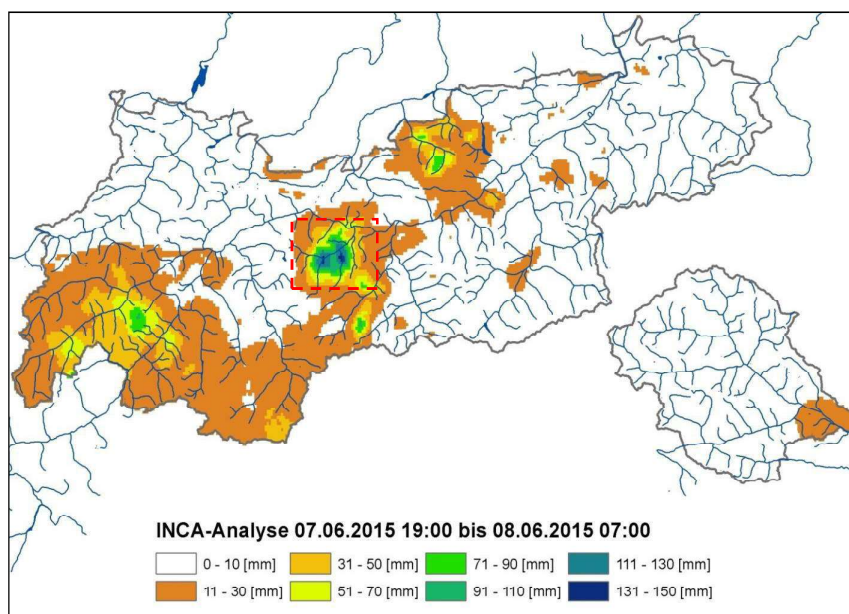 INCA-Analyse 07.06.2015 19:00 bis 08.06.2015 07:00
0 - 10 [mm] 31 - 50 [mm] 71 - 90 [mm] 111 - 130 [mm]
11 - 30 [mm] 51 - 70 [mm] 91 - 110 [mm] 131 - 150 [mm]